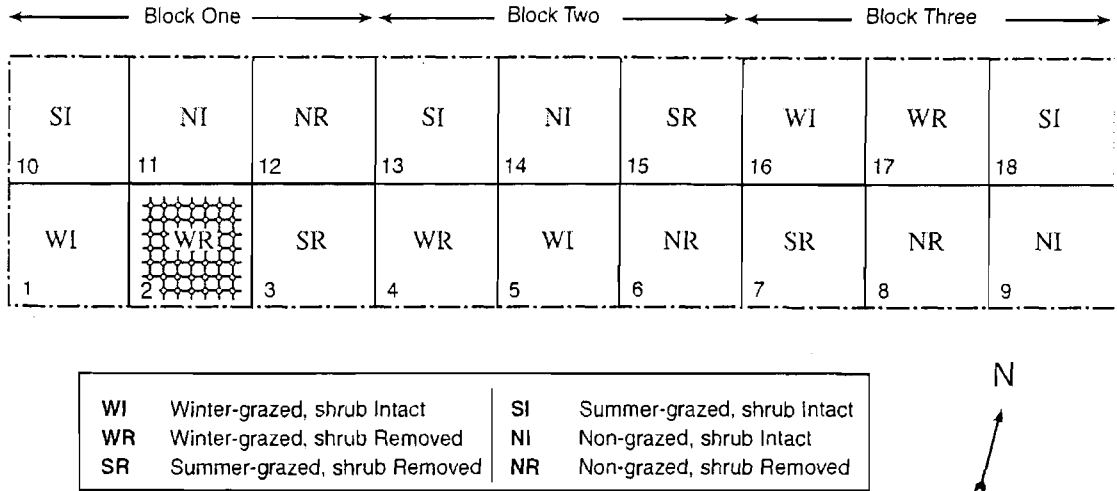 Block One Block Two Block Three
SI NI NR SI NI SR WI WR SI
10 11 12 13 14 15 16 17 18
WI WR SR WR WI NR SR NR NI
1 2 3 4 5 6 7 8 9
N
WI Winter-grazed, shrub Intact SI Summer-grazed, shrub Intact
WR Winter-grazed, shrub Removed NI Non-grazed, shrub Intact
SR Summer-grazed, shrub Removed NR Non-grazed, shrub Removed